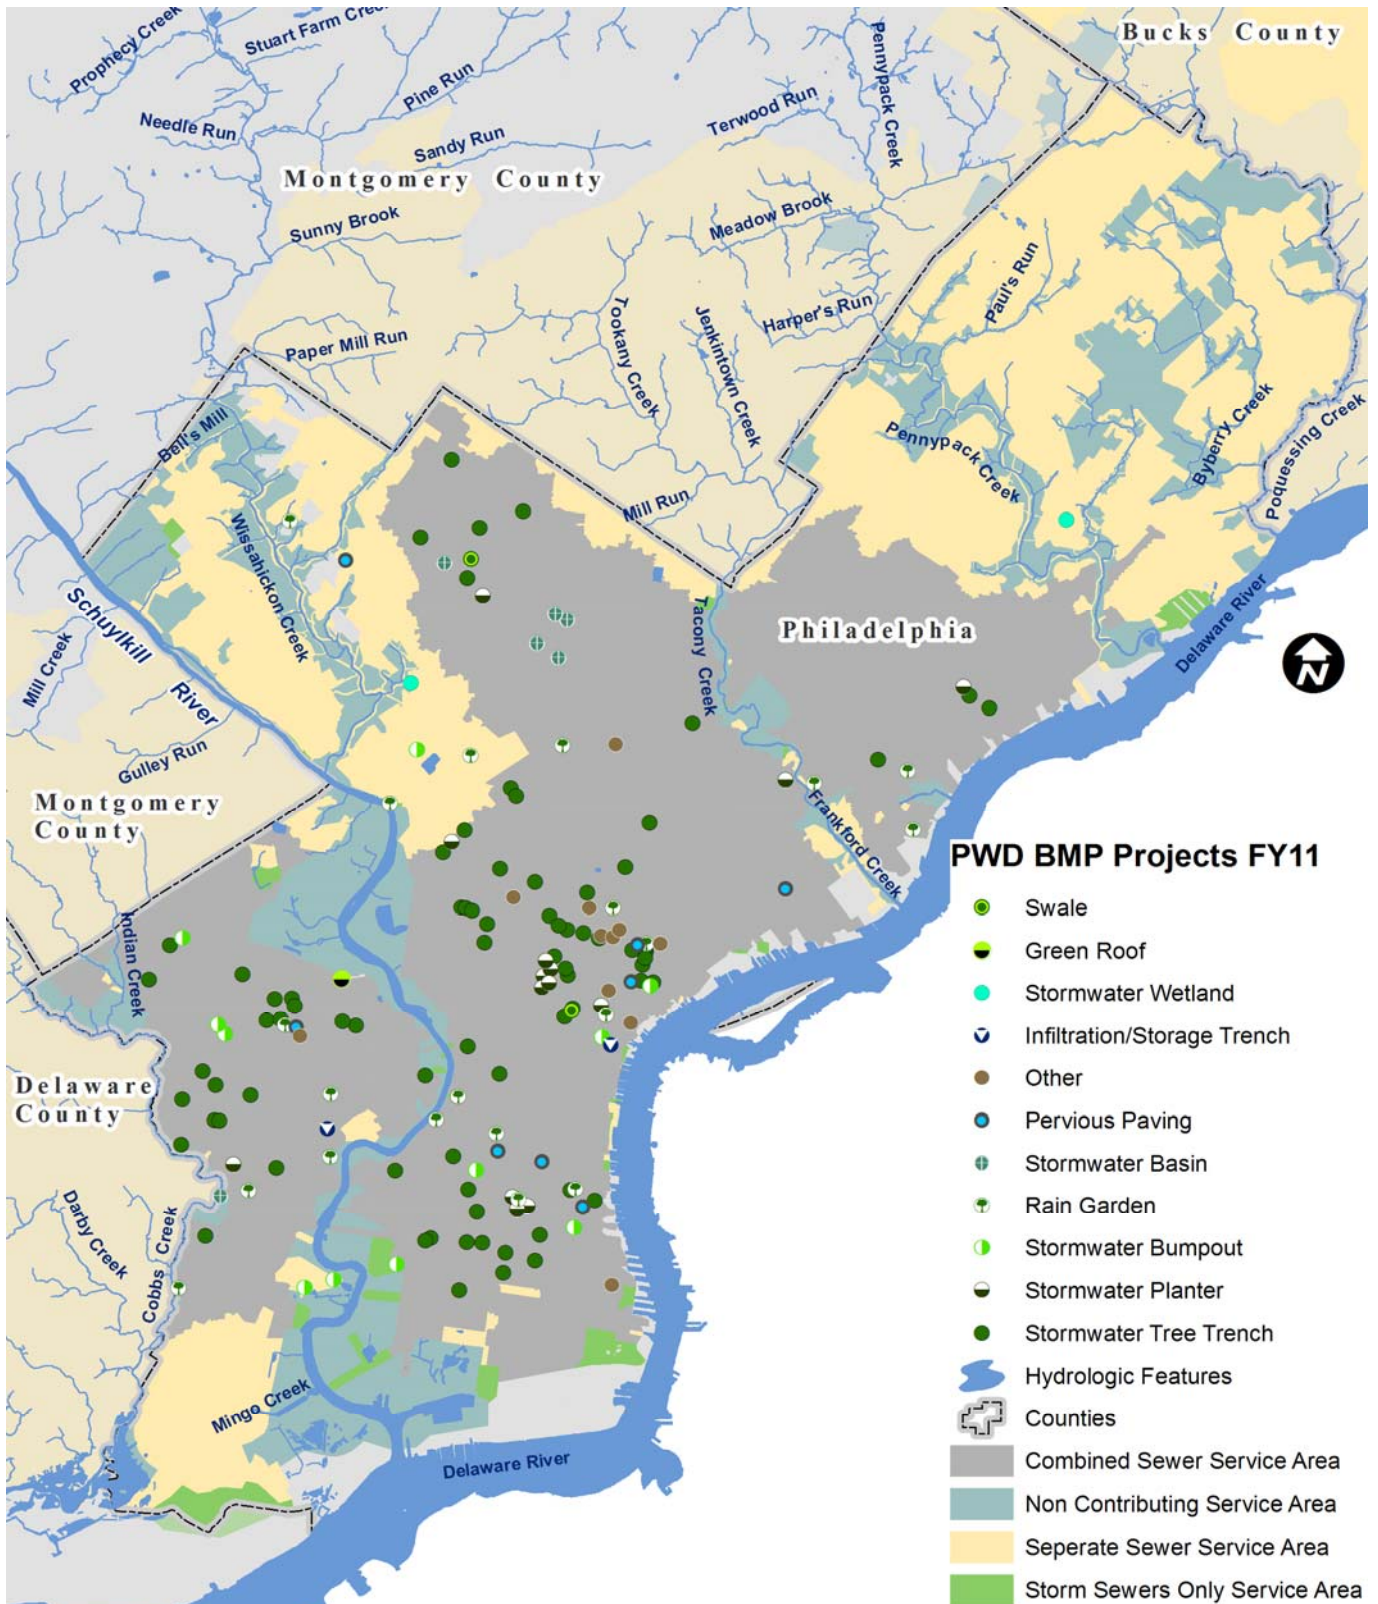 Prophecy Creek
Stuart Farm Creek
Bucks County
Pine Run
Pennypack Creek
Needle Run
Terwood Run
Sandy Run
Montgomery County
Sunny Brook
Meadow Brook
Paul's Run
Tookany Creek
Jenkintown Creek
Harper's Run
Paper Mill Run
Bell's Mill
Pennypack Creek
Byberry Creek
Poquessing Creek
Mill Run
Wissahickon Creek
Schuylkill
River
Mill Creek
Tacony Creek
Philadelphia
Delaware River
N
Gulley Run
Montgomery
County
Frankford Creek
Indian Creek
Delaware
County
Darby Creek
Cobbs Creek
Mingo Creek
Delaware River
PWD BMP Projects FY11
Swale
Green Roof
Stormwater Wetland
Infiltration/Storage Trench
Other
Pervious Paving
Stormwater Basin
Rain Garden
Stormwater Bumpout
Stormwater Planter
Stormwater Tree Trench
Hydrologic Features
Counties
Combined Sewer Service Area
Non Contributing Service Area
Seperate Sewer Service Area
Storm Sewers Only Service Area